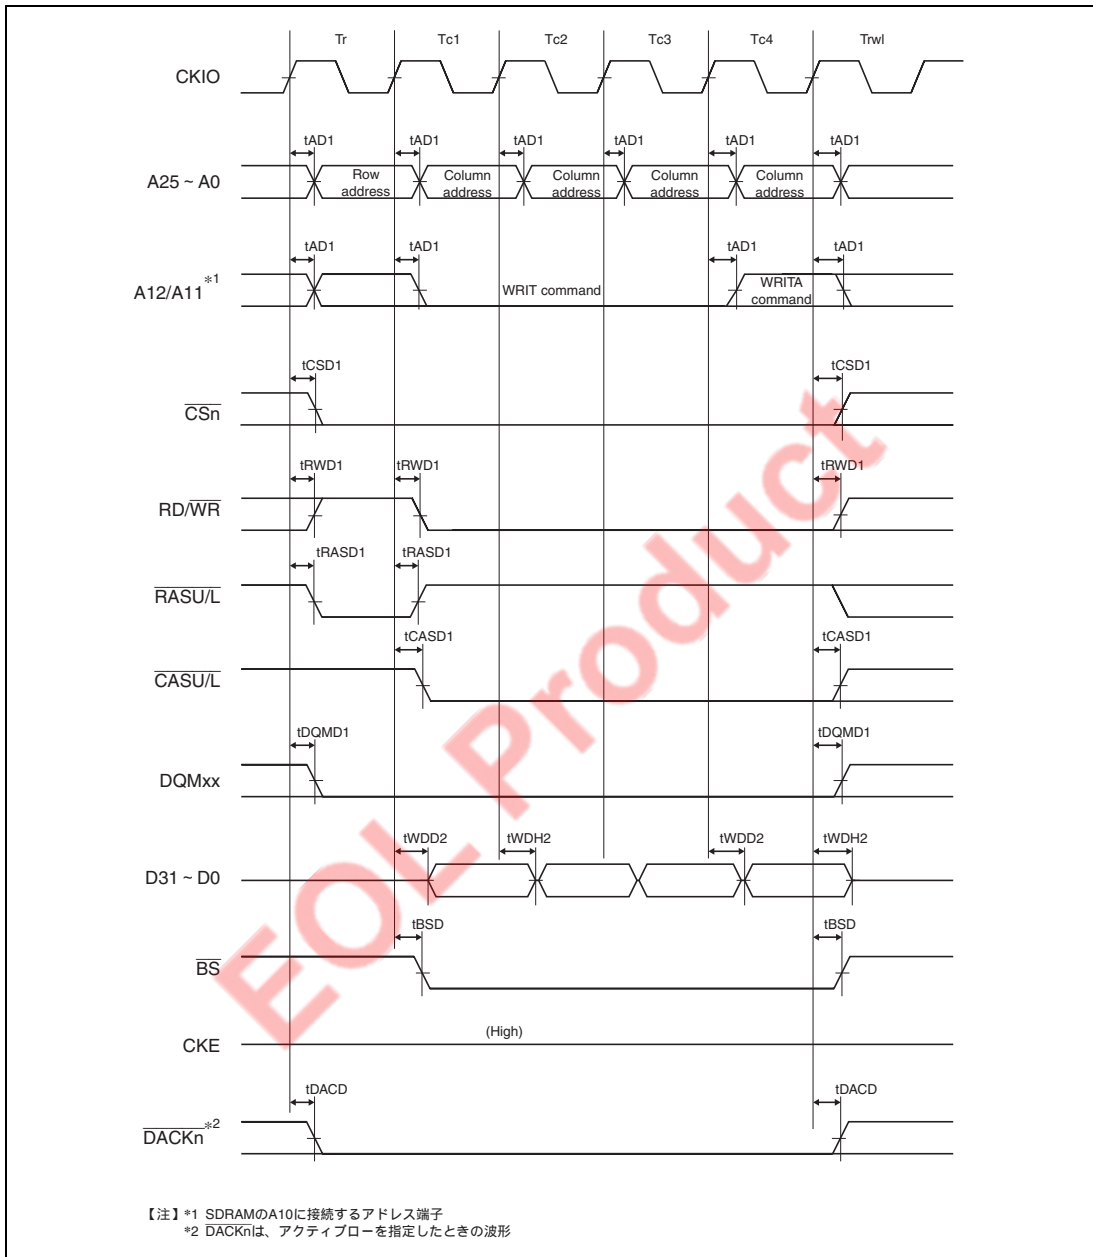 Tr Tc1 Tc2 Tc3 Tc4 Trwl
CKIO
tAD1 tAD1 tAD1 tAD1 tAD1 tAD1
A25 ~ A0
Row address Column address Column address Column address Column address
tAD1 tAD1 tAD1 tAD1
A12/A11*1
WRIT command
WRITA command
tCSD1 tCSD1
CSn
tRWD1 tRWD1 tRWD1
RD/WR
tRASD1 tRASD1
RASU/L
tCASD1 tCASD1
CASU/L
tDQMD1 tDQMD1
DQMxx
tWDD2 tWDH2 tWDD2 tWDH2
D31 ~ D0
tBSD tBSD
BS
CKE
(High)
tDACD tDACD
DACKn*2
【注】*1 SDRAMのA10に接続するアドレス端子
*2 DACKnは、アクティブローを指定したときの波形
EOL Product